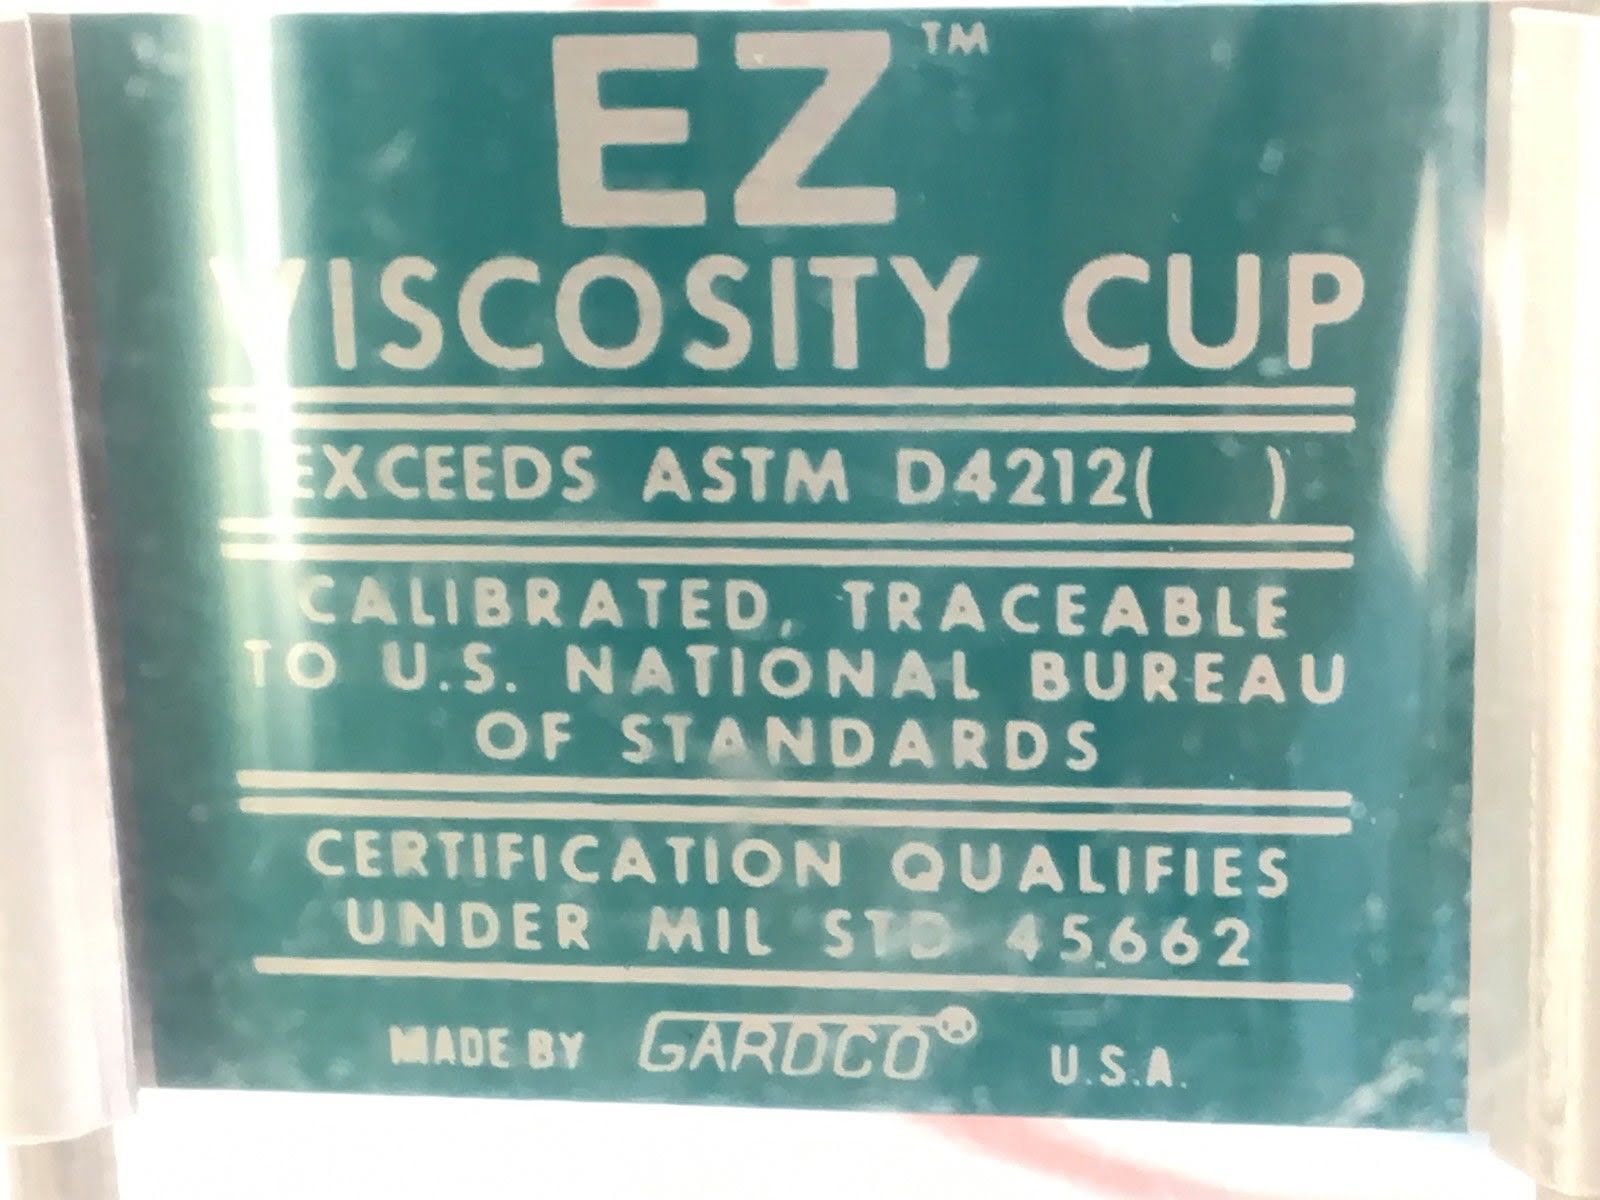 EZ™
VISCOSITY CUP
EXCEEDS ASTM D4212( )
CALIBRATED, TRACEABLE
TO U.S. NATIONAL BUREAU
OF STANDARDS
CERTIFICATION QUALIFIES
UNDER MIL STD 45662
MADE BY GARDCO U.S.A.